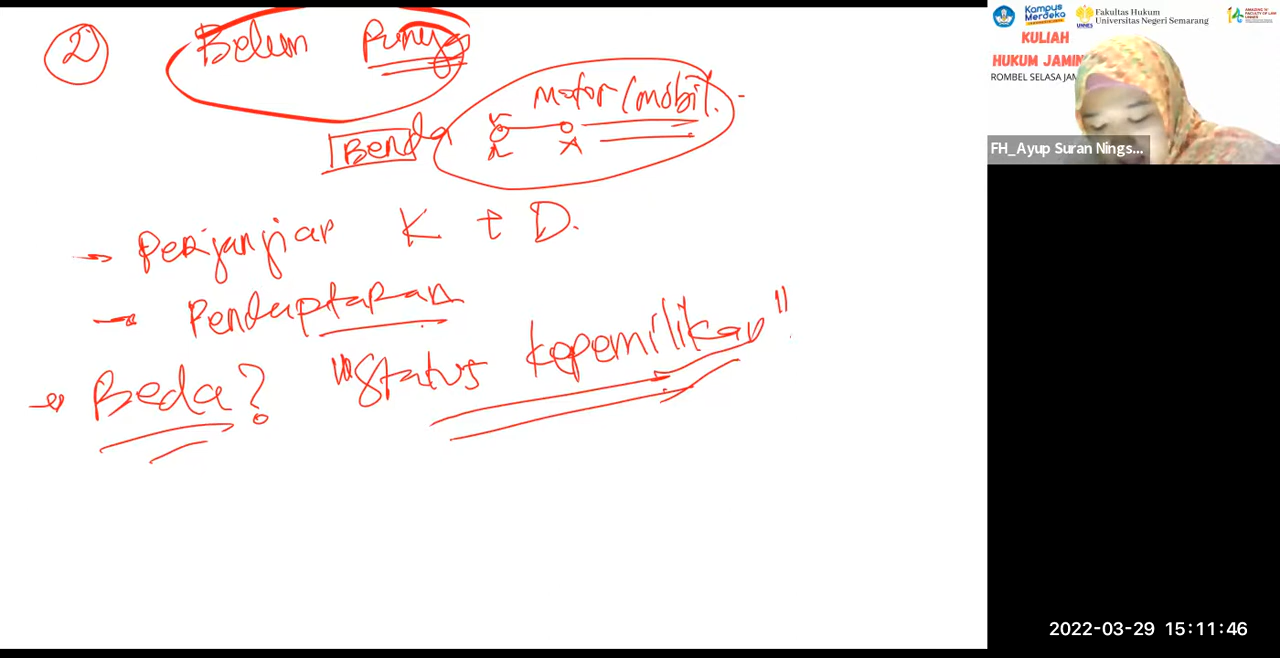 2) Belum Punya
Motor/mobil.
Benda
→ Perjanjian K + D.
→ Pendaptaran
→ Beda? "Status kepemilikan"
Kampus
Merdeka
Fakultas Hukum
Universitas Negeri Semarang
KULIAH
HUKUM JAMIN
ROMBEL SELASA JAM
FH_Ayup Suran Nings...
2022-03-29 15:11:46